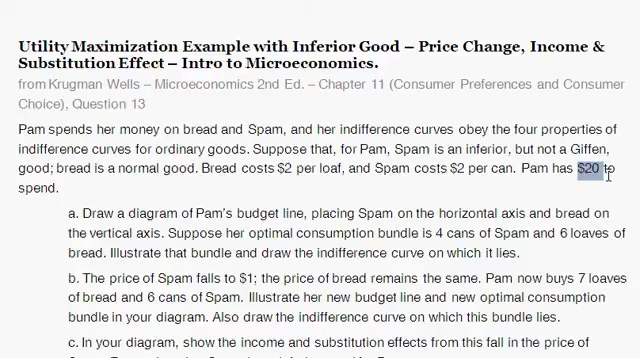 Utility Maximization Example with Inferior Good – Price Change, Income &
Substitution Effect – Intro to Microeconomics.
from Krugman Wells – Microeconomics 2nd Ed. – Chapter 11 (Consumer Preferences and Consumer
Choice), Question 13
Pam spends her money on bread and Spam, and her indifference curves obey the four properties of
indifference curves for ordinary goods. Suppose that, for Pam, Spam is an inferior, but not a Giffen,
good; bread is a normal good. Bread costs $2 per loaf, and Spam costs $2 per can. Pam has $20 to
spend.
a. Draw a diagram of Pam's budget line, placing Spam on the horizontal axis and bread on
the vertical axis. Suppose her optimal consumption bundle is 4 cans of Spam and 6 loaves of
bread. Illustrate that bundle and draw the indifference curve on which it lies.
b. The price of Spam falls to $1; the price of bread remains the same. Pam now buys 7 loaves
of bread and 6 cans of Spam. Illustrate her new budget line and new optimal consumption
bundle in your diagram. Also draw the indifference curve on which this bundle lies.
c. In your diagram, show the income and substitution effects from this fall in the price of